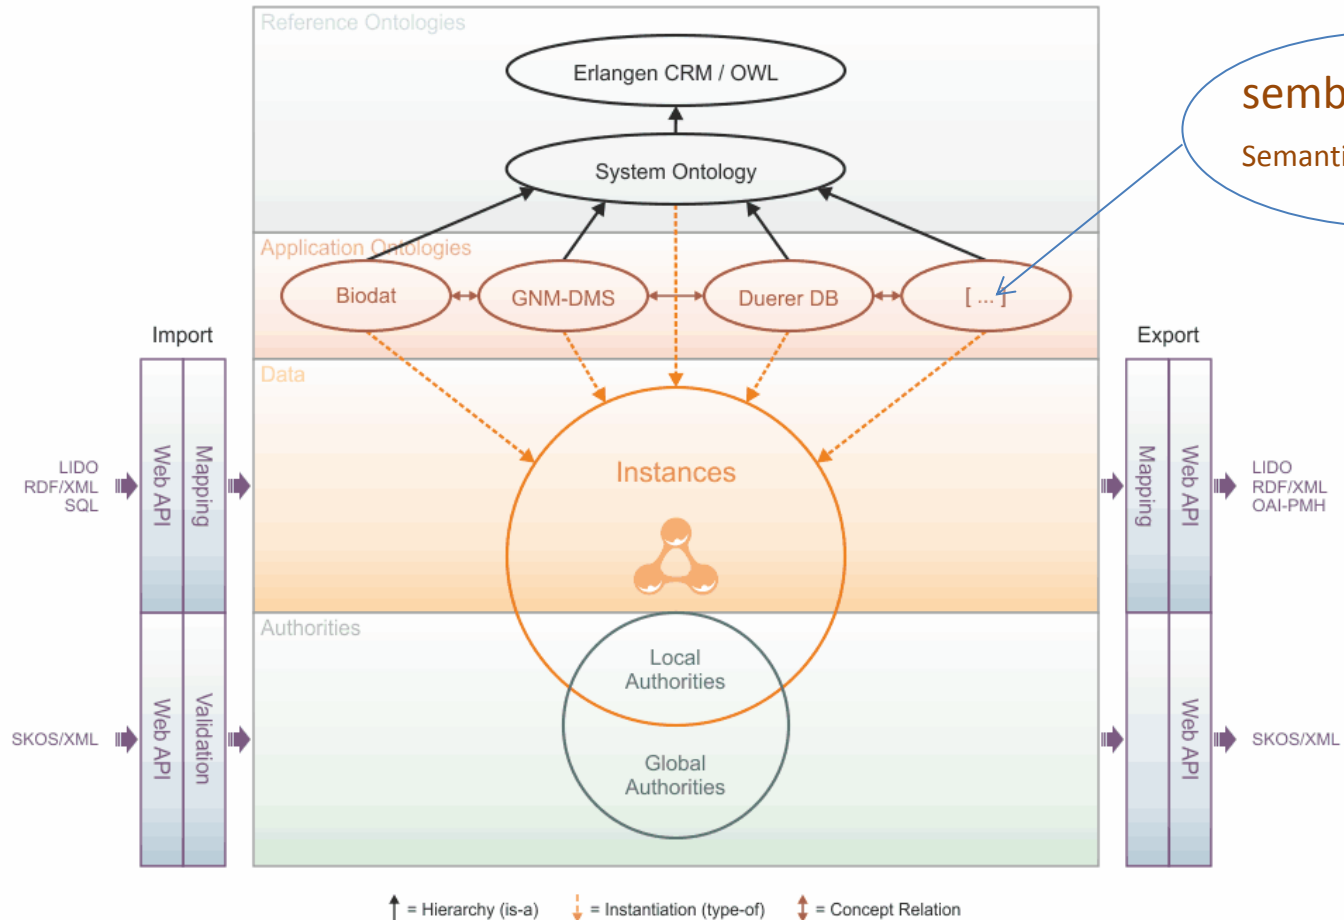 Reference Ontologies
Erlangen CRM / OWL
System Ontology
Application Ontologies
Biodat
GNM-DMS
Duerer DB
[ ... ]
Import
Export
Data
Instances
LIDO
RDF/XML
SQL
Web API
Mapping
Mapping
Web API
LIDO
RDF/XML
OAI-PMH
Authorities
Local
Authorities
Global
Authorities
SKOS/XML
Web API
Validation
Web API
SKOS/XML
= Hierarchy (is-a)
= Instantiation (type-of)
= Concept Relation